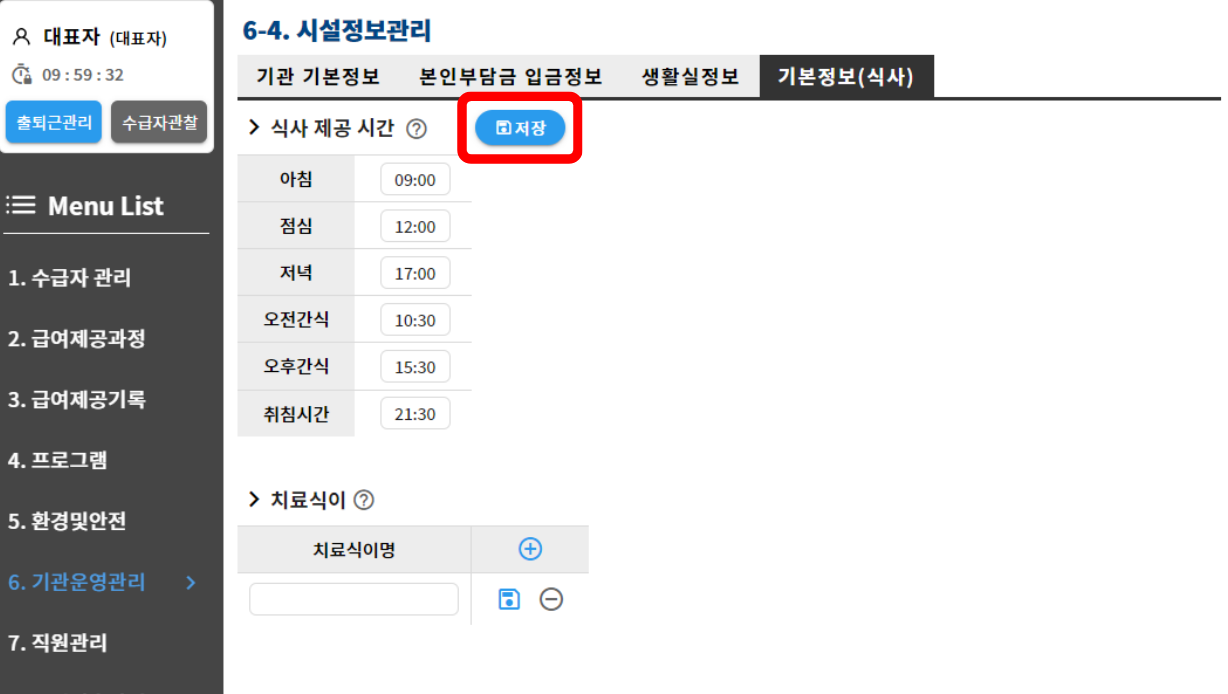 대표자 (대표자)
09:59:32
출퇴근관리 수급자관찰
Menu List
1. 수급자 관리
2. 급여제공과정
3. 급여제공기록
4. 프로그램
5. 환경및안전
6. 기관운영관리
7. 직원관리
6-4. 시설정보관리
기관 기본정보 본인부담금 입금정보 생활실정보 기본정보(식사)
식사 제공 시간 저장
아침 09:00
점심 12:00
저녁 17:00
오전간식 10:30
오후간식 15:30
취침시간 21:30
치료식이
치료식이명